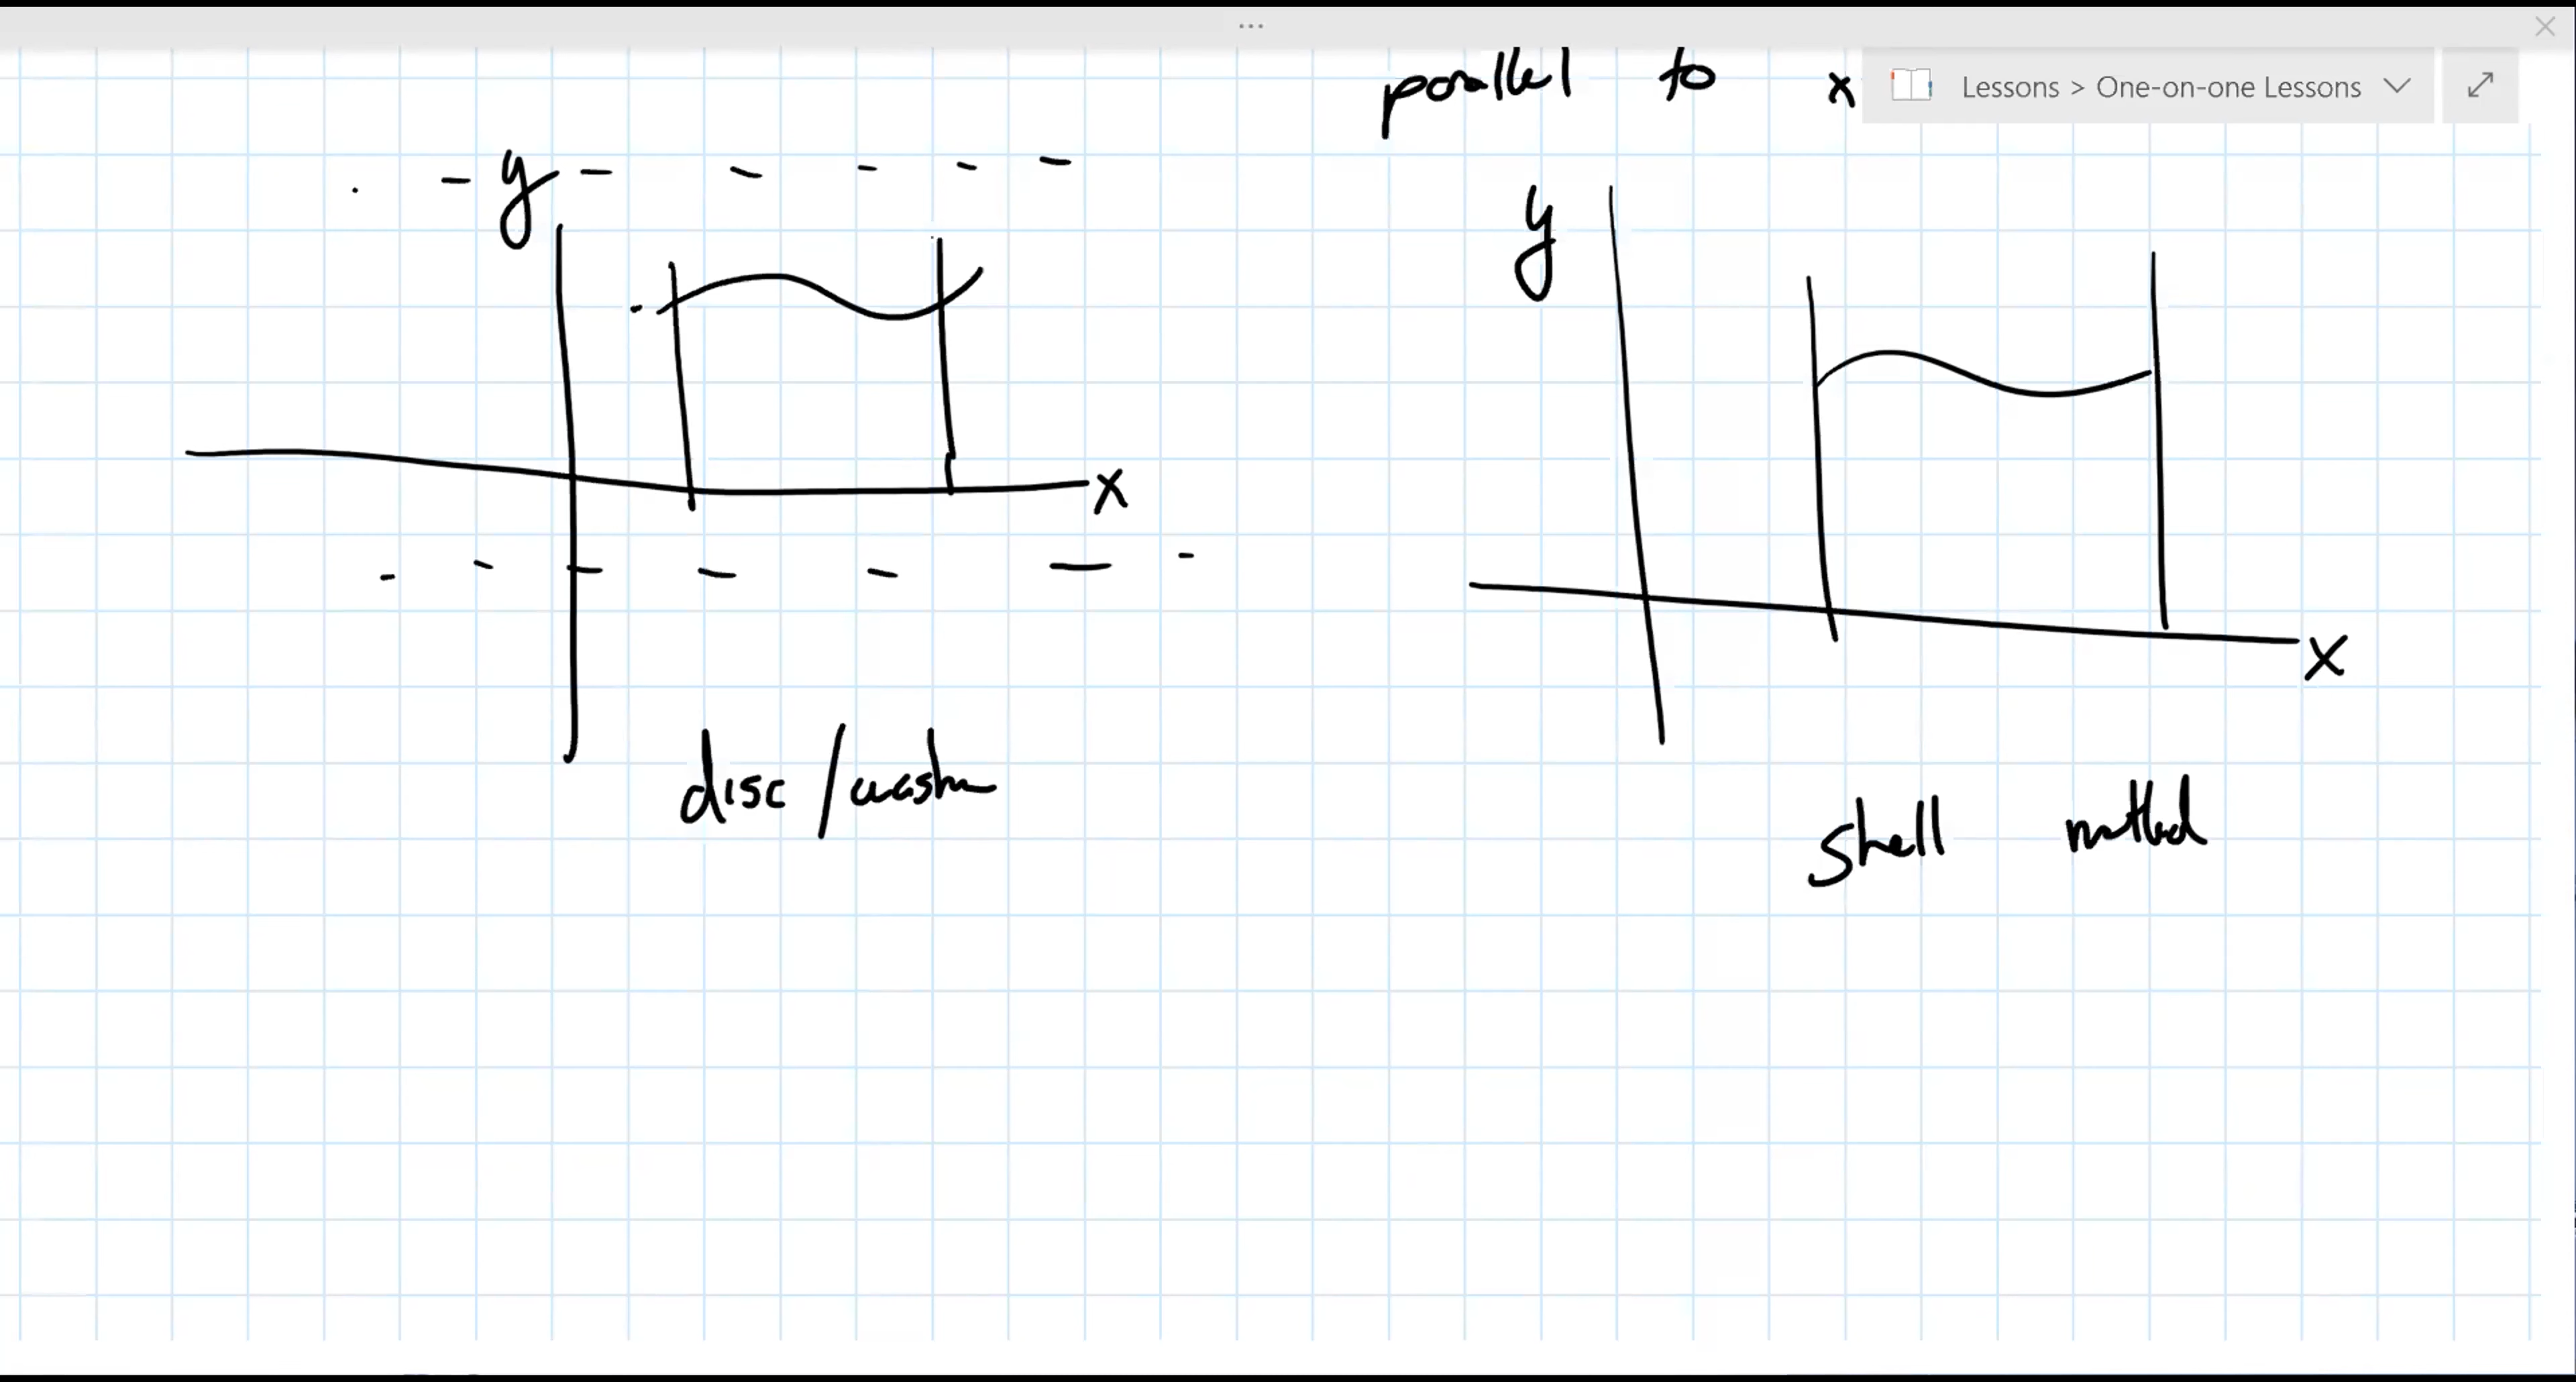 ...
parallel to x
Lessons > One-on-one Lessons
y
x
disc/washer
y
x
shell method